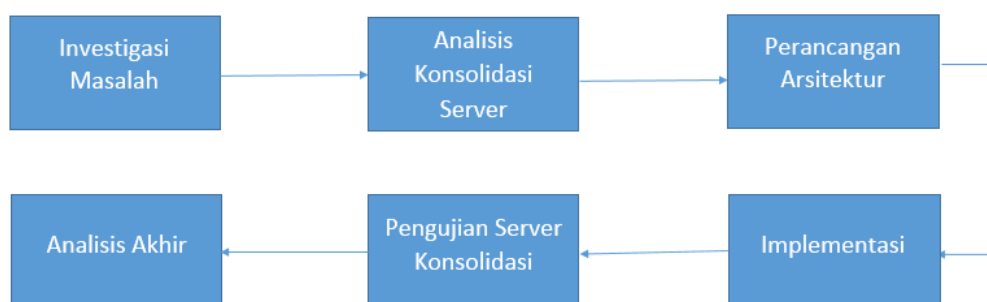 Investigasi
Masalah
Analisis
Konsolidasi
Server
Perancangan
Arsitektur
Implementasi
Pengujian Server
Konsolidasi
Analisis Akhir